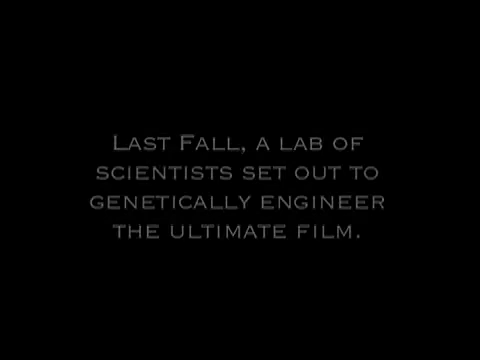 Last Fall, a lab of
scientists set out to
genetically engineer
the ultimate film.